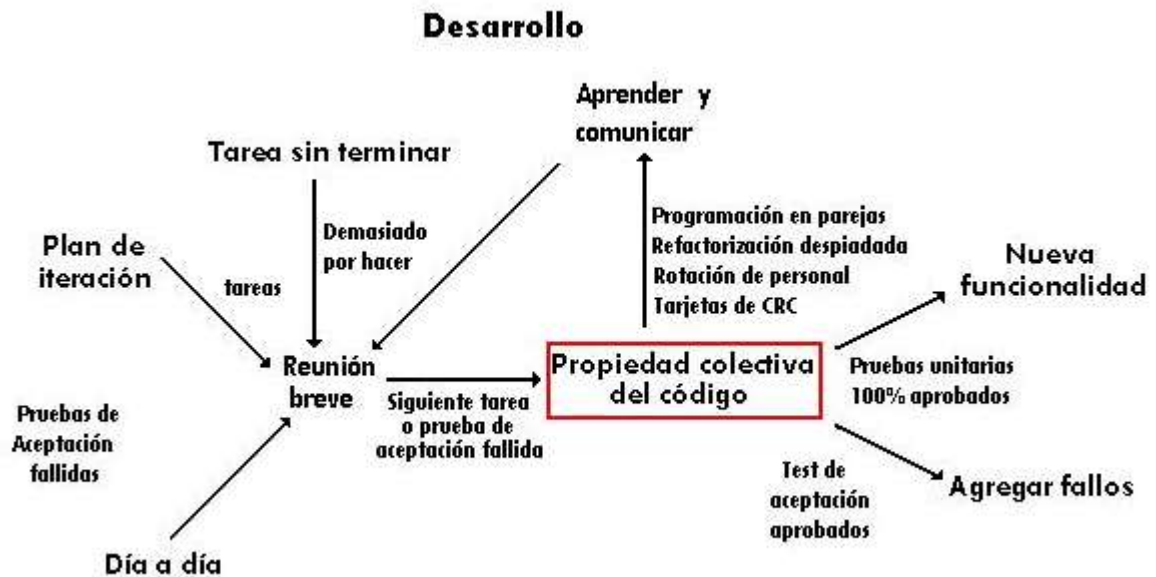 Desarrollo
Aprender y
comunicar
Tarea sin terminar
Demasiado
por hacer
Programación en parejas
Refactorización despiadada
Rotación de personal
Tarjetas de CRC
Plan de
iteración
tareas
Nueva
funcionalidad
Reunión
breve
Propiedad colectiva
del código
Pruebas unitarias
100% aprobados
Siguiente tarea
o prueba de
aceptación fallida
Pruebas de
Aceptación
fallidas
Test de
aceptación
aprobados
Agregar fallos
Día a día